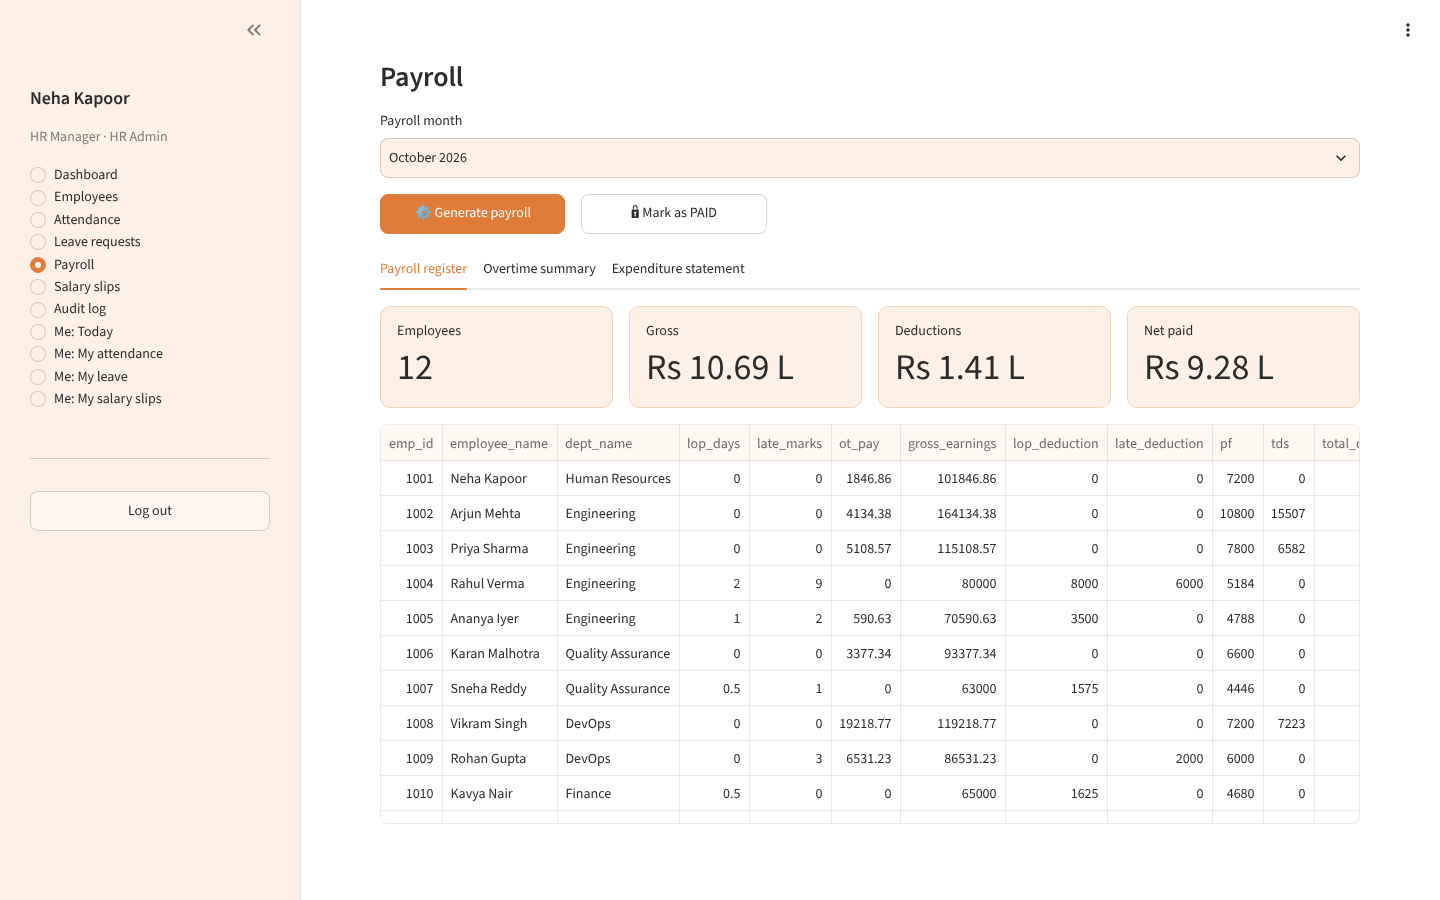 Neha Kapoor
HR Manager · HR Admin
Dashboard
Employees
Attendance
Leave requests
Payroll
Salary slips
Audit log
Me: Today
Me: My attendance
Me: My leave
Me: My salary slips
Log out
Payroll
Payroll month
October 2026
⚙️ Generate payroll
🔒 Mark as PAID
Payroll register Overtime summary Expenditure statement
Employees Gross Deductions Net paid
12 Rs 10.69 L Rs 1.41 L Rs 9.28 L
emp_id employee_name dept_name lop_days late_marks ot_pay gross_earnings lop_deduction late_deduction pf tds
1001 Neha Kapoor Human Resources 0 0 1846.86 101846.86 0 0 7200 0
1002 Arjun Mehta Engineering 0 0 4134.38 164134.38 0 0 10800 15507
1003 Priya Sharma Engineering 0 0 5108.57 115108.57 0 0 7800 6582
1004 Rahul Verma Engineering 2 9 0 80000 8000 6000 5184 0
1005 Ananya Iyer Engineering 1 2 590.63 70590.63 3500 0 4788 0
1006 Karan Malhotra Quality Assurance 0 0 3377.34 93377.34 0 0 6600 0
1007 Sneha Reddy Quality Assurance 0.5 1 0 63000 1575 0 4446 0
1008 Vikram Singh DevOps 0 0 19218.77 119218.77 0 0 7200 7223
1009 Rohan Gupta DevOps 0 3 6531.23 86531.23 0 2000 6000 0
1010 Kavya Nair Finance 0.5 0 0 65000 1625 0 4680 0